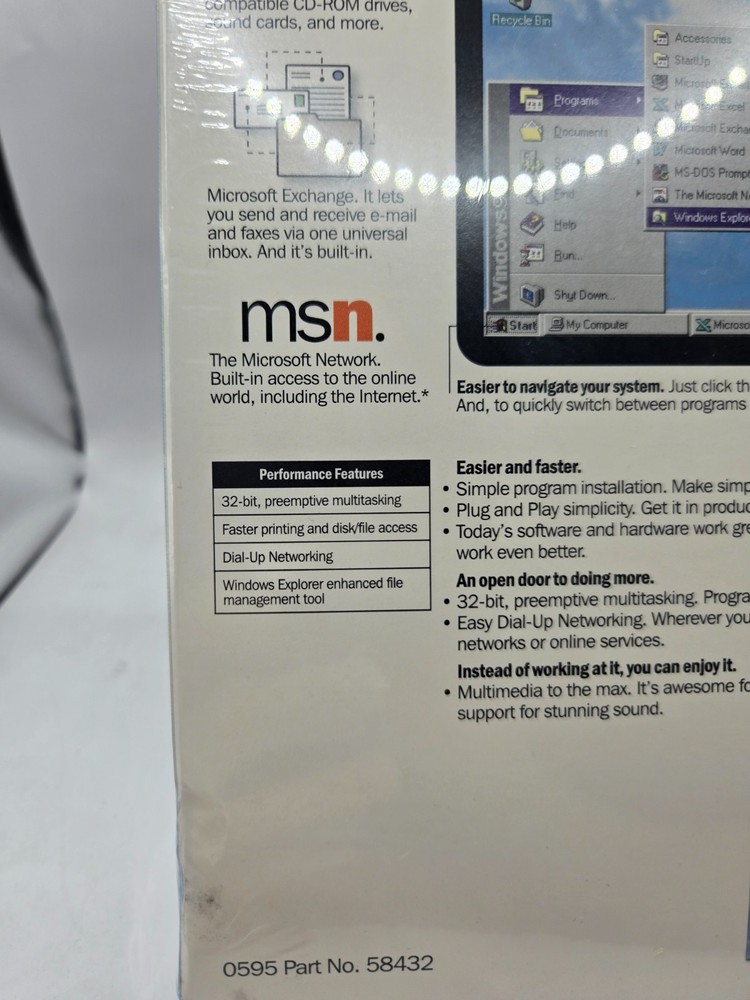 compatible CD-ROM drives,
sound cards, and more.
Microsoft Exchange. It lets
you send and receive e-mail
and faxes via one universal
inbox. And it's built-in.
msn.
The Microsoft Network.
Built-in access to the online
world, including the Internet.*
Performance Features
32-bit, preemptive multitasking
Faster printing and disk/file access
Dial-Up Networking
Windows Explorer enhanced file
management tool
0595 Part No. 58432
Recycle Bin
Programs
Documents
Find
Help
Run...
Shut Down...
Windows
Accessories
StartUp
Microsoft
Excel
Microsoft Excha
Microsoft Word
MS-DOS Prompt
The Microsoft N
Windows Explor
Start
My Computer
Microso
Easier to navigate your system. Just click th
And, to quickly switch between programs
Easier and faster.
• Simple program installation. Make simp
• Plug and Play simplicity. Get it in produc
• Today's software and hardware work gre
work even better.
An open door to doing more.
• 32-bit, preemptive multitasking. Progra
• Easy Dial-Up Networking. Wherever you
networks or online services.
Instead of working at it, you can enjoy it.
• Multimedia to the max. It's awesome fo
support for stunning sound.